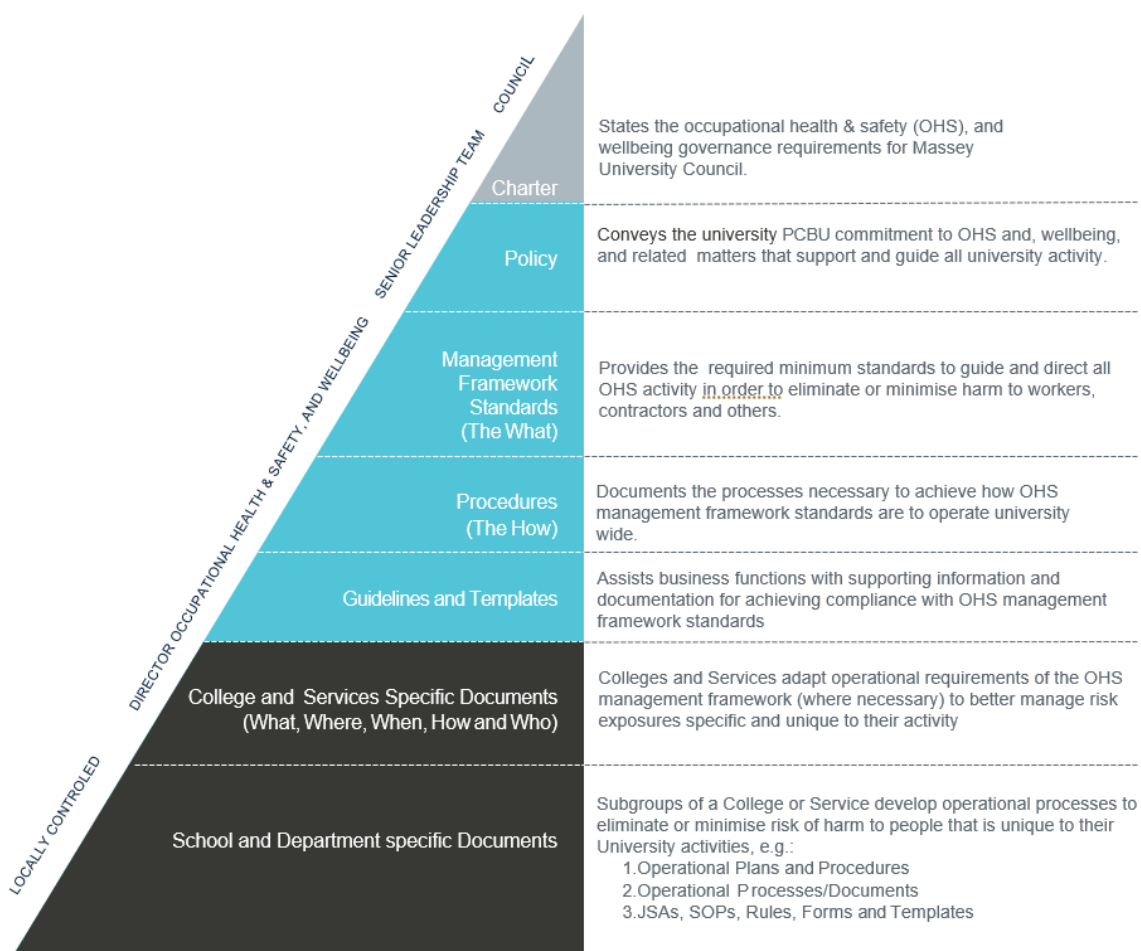 COUNCIL
SENIOR LEADERSHIP TEAM
DIRECTOR OCCUPATIONAL HEALTH & SAFETY, AND WELLBEING
LOCALLY CONTROLED
Charter
States the occupational health & safety (OHS), and
wellbeing governance requirements for Massey
University Council.
Policy
Conveys the university PCBU commitment to OHS and, wellbeing,
and related matters that support and guide all university activity.
Management
Framework
Standards
(The What)
Provides the required minimum standards to guide and direct all
OHS activity in order to eliminate or minimise harm to workers,
contractors and others.
Procedures
(The How)
Documents the processes necessary to achieve how OHS
management framework standards are to operate university
wide.
Guidelines and Templates
Assists business functions with supporting information and
documentation for achieving compliance with OHS management
framework standards
College and Services Specific Documents
(What, Where, When, How and Who)
Colleges and Services adapt operational requirements of the OHS
management framework (where necessary) to better manage risk
exposures specific and unique to their activity
School and Department specific Documents
Subgroups of a College or Service develop operational processes to
eliminate or minimise risk of harm to people that is unique to their
University activities, e.g.:
1.Operational Plans and Procedures
2.Operational Processes/Documents
3.JSAs, SOPs, Rules, Forms and Templates